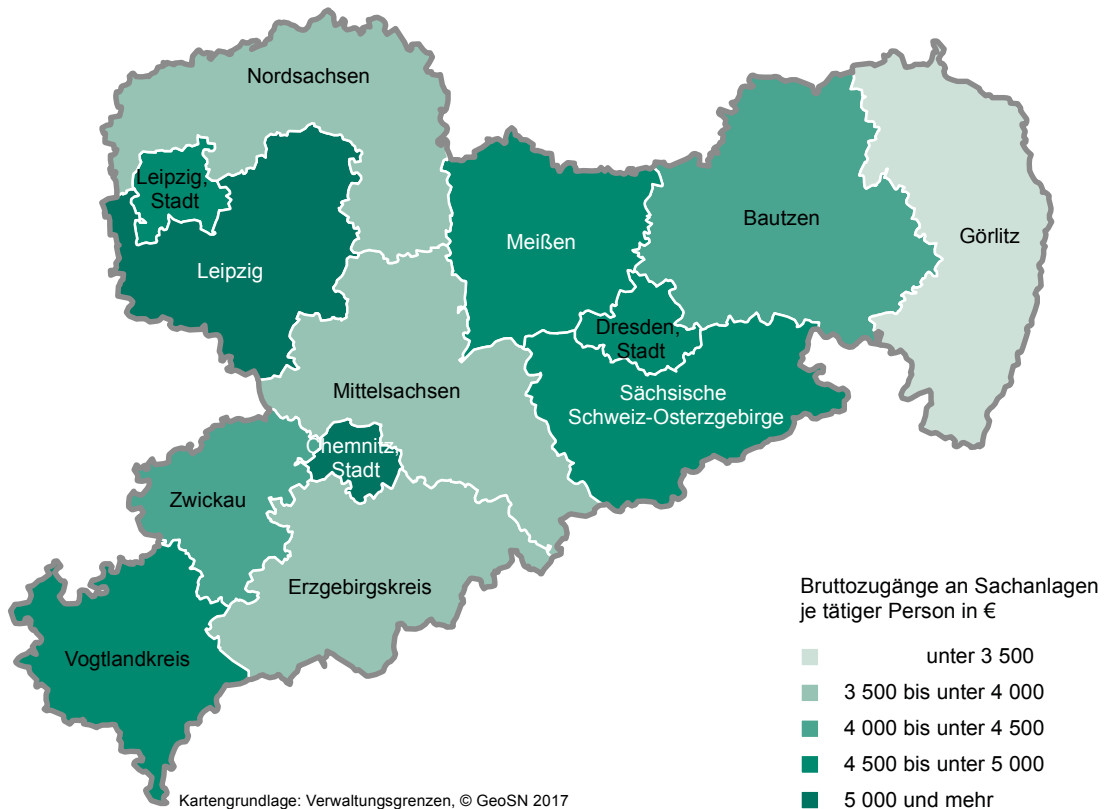 Nordsachsen
Leipzig,
Stadt
Leipzig
Meißen
Bautzen
Görlitz
Dresden,
Stadt
Mittelsachsen
Sächsische
Schweiz-Osterzgebirge
Chemnitz,
Stadt
Zwickau
Erzgebirgskreis
Vogtlandkreis
Bruttozugänge an Sachanlagen
je tätiger Person in €
unter 3 500
3 500 bis unter 4 000
4 000 bis unter 4 500
4 500 bis unter 5 000
5 000 und mehr
Kartengrundlage: Verwaltungsgrenzen, © GeoSN 2017